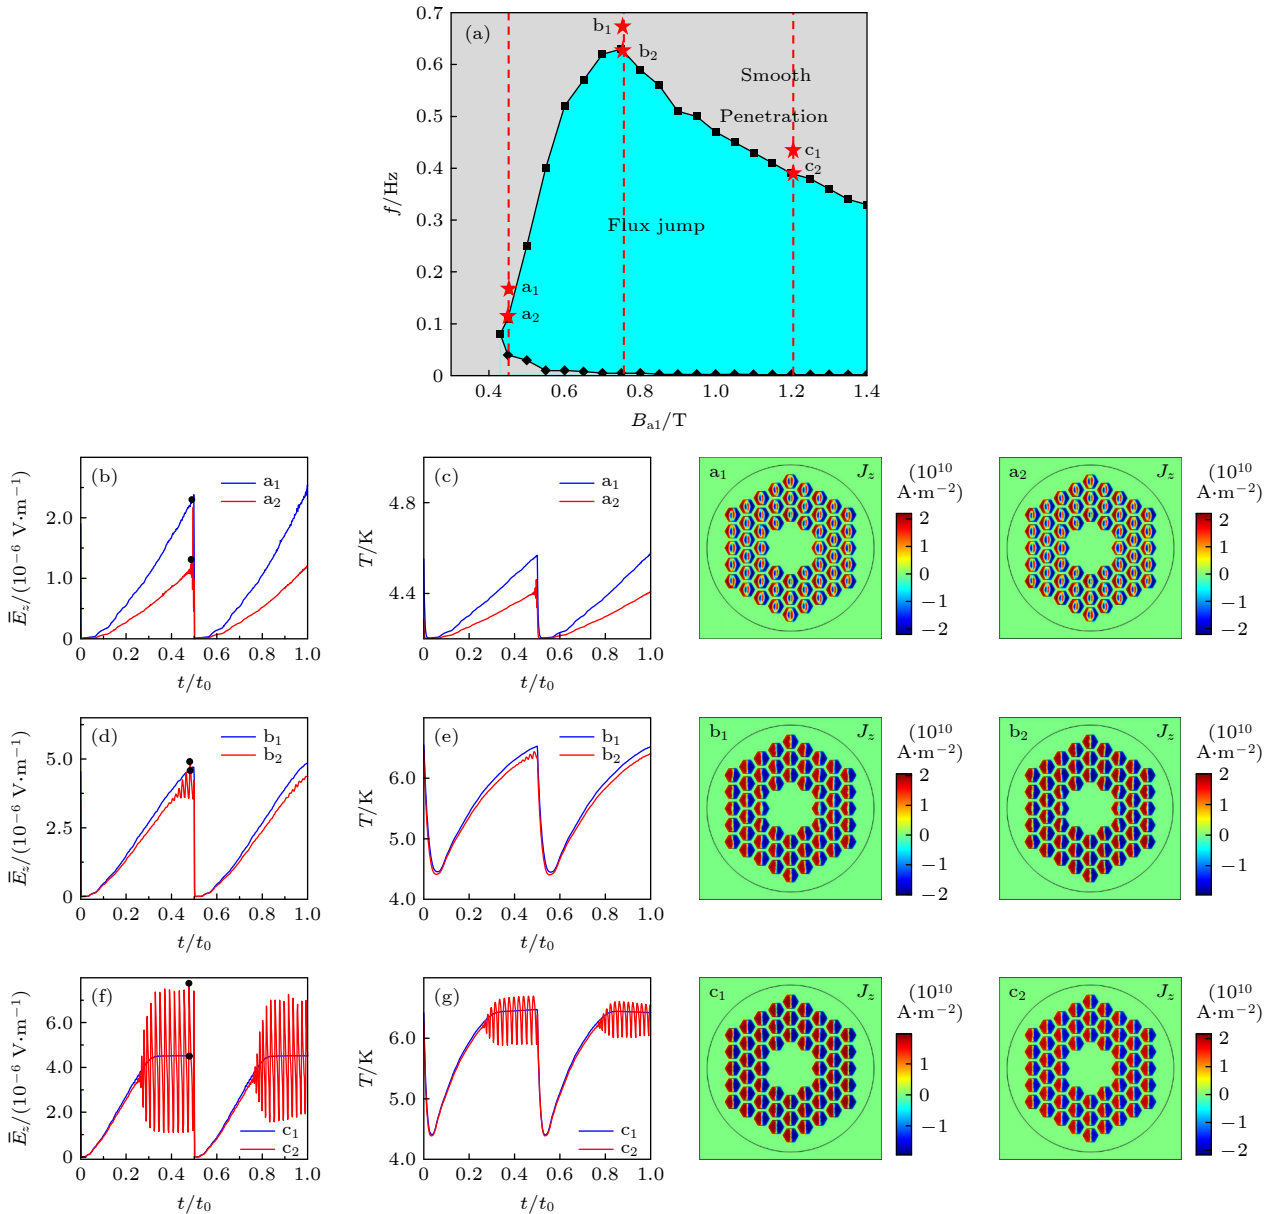 (a)
0.7
0.6
0.5
0.4
0.3
0.2
0.1
0
f/Hz
b₁
b₂
Smooth
Penetration
c₁
c₂
Flux jump
a₁
a₂
0.4 0.6 0.8 1.0 1.2 1.4
Bₐ₁/T
(b)
a₁
a₂
2.0
1.0
0
E̅_z/(10⁻⁶ V·m⁻¹)
0 0.2 0.4 0.6 0.8 1.0
t/t₀
(c)
a₁
a₂
4.8
4.4
T/K
0 0.2 0.4 0.6 0.8 1.0
t/t₀
a₁ J_z
(10¹⁰
A·m⁻²)
2
1
0
−1
−2
a₂ J_z
(10¹⁰
A·m⁻²)
2
1
0
−1
−2
(d)
b₁
b₂
5.0
2.5
0
E̅_z/(10⁻⁶ V·m⁻¹)
0 0.2 0.4 0.6 0.8 1.0
t/t₀
(e)
b₁
b₂
6.0
5.0
4.0
T/K
0 0.2 0.4 0.6 0.8 1.0
t/t₀
b₁ J_z
(10¹⁰
A·m⁻²)
2
1
0
−1
−2
b₂ J_z
(10¹⁰
A·m⁻²)
2
1
0
−1
(f)
c₁
c₂
6.0
4.0
2.0
0
E̅_z/(10⁻⁶ V·m⁻¹)
0 0.2 0.4 0.6 0.8 1.0
t/t₀
(g)
c₁
c₂
6.0
5.0
4.0
T/K
0 0.2 0.4 0.6 0.8 1.0
t/t₀
c₁ J_z
(10¹⁰
A·m⁻²)
1
0
−1
c₂ J_z
(10¹⁰
A·m⁻²)
2
1
0
−1
−2